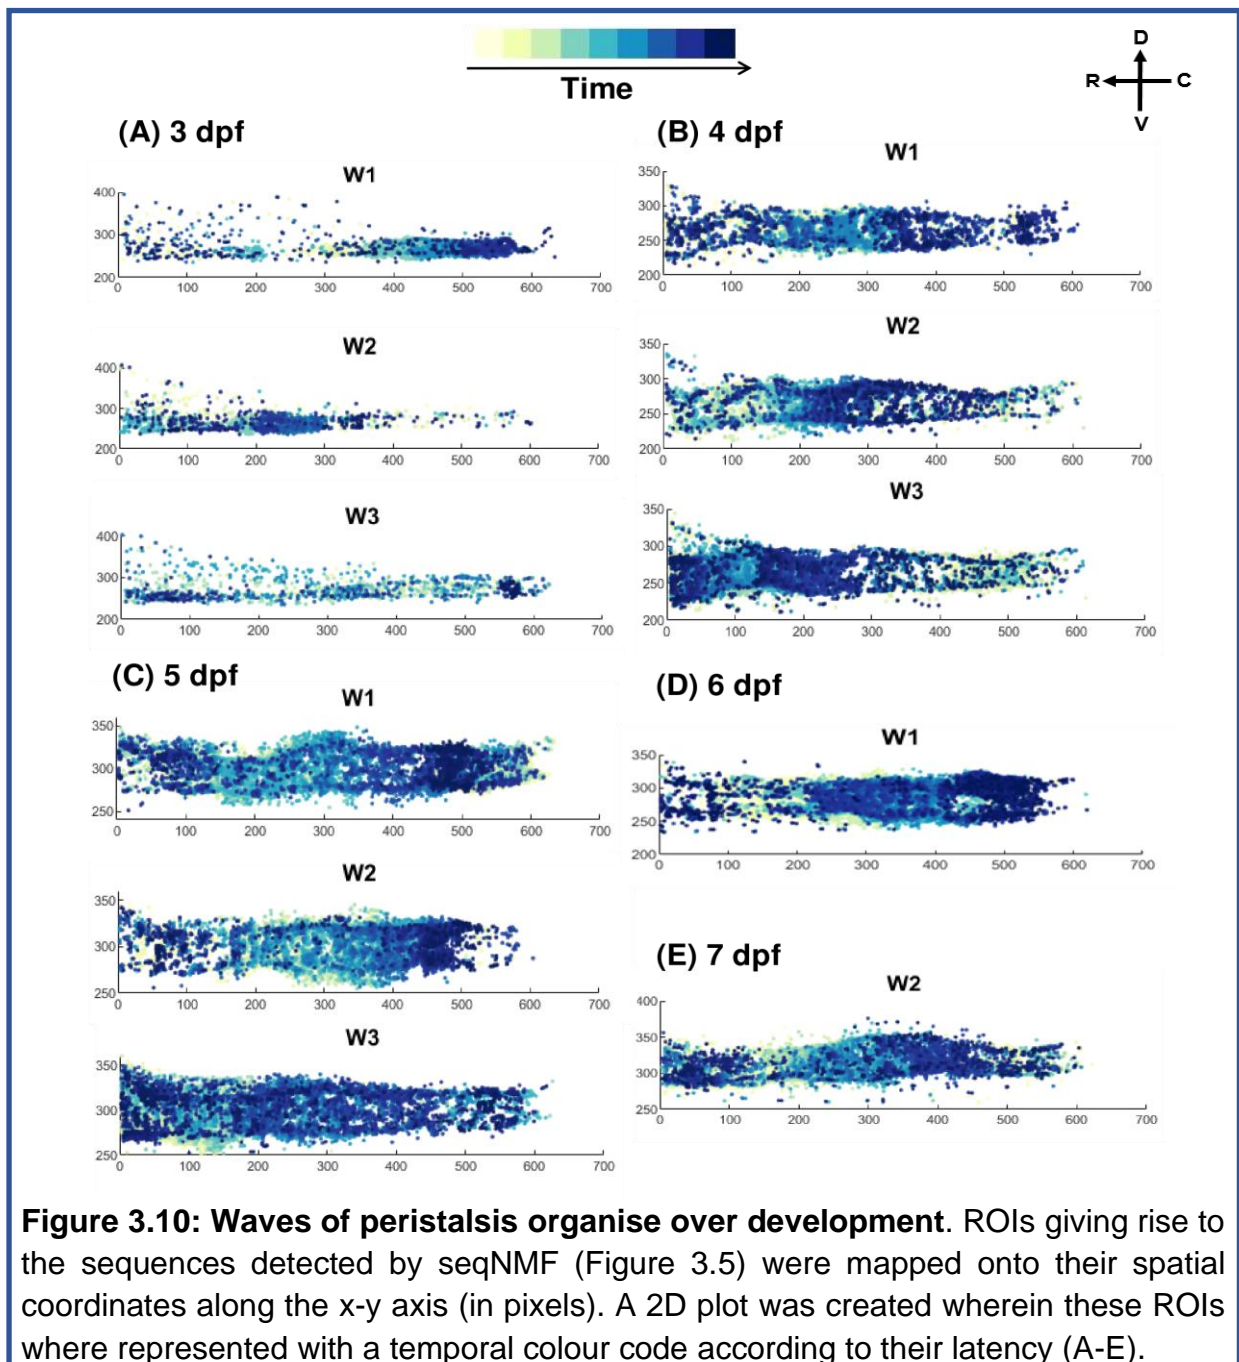 Time
D
R C
V
(A) 3 dpf
W1
400
300
200
0 100 200 300 400 500 600 700
W2
400
300
200
0 100 200 300 400 500 600 700
W3
400
300
200
0 100 200 300 400 500 600 700
(B) 4 dpf
W1
350
300
250
200
0 100 200 300 400 500 600 700
W2
350
300
250
200
0 100 200 300 400 500 600 700
W3
350
300
250
200
0 100 200 300 400 500 600 700
(C) 5 dpf
W1
350
300
250
0 100 200 300 400 500 600 700
W2
350
300
250
0 100 200 300 400 500 600 700
W3
350
300
250
0 100 200 300 400 500 600 700
(D) 6 dpf
W1
350
300
250
200
0 100 200 300 400 500 600 700
(E) 7 dpf
W2
400
350
300
250
0 100 200 300 400 500 600 700
Figure 3.10: Waves of peristalsis organise over development. ROIs giving rise to
the sequences detected by seqNMF (Figure 3.5) were mapped onto their spatial
coordinates along the x-y axis (in pixels). A 2D plot was created wherein these ROIs
where represented with a temporal colour code according to their latency (A-E).